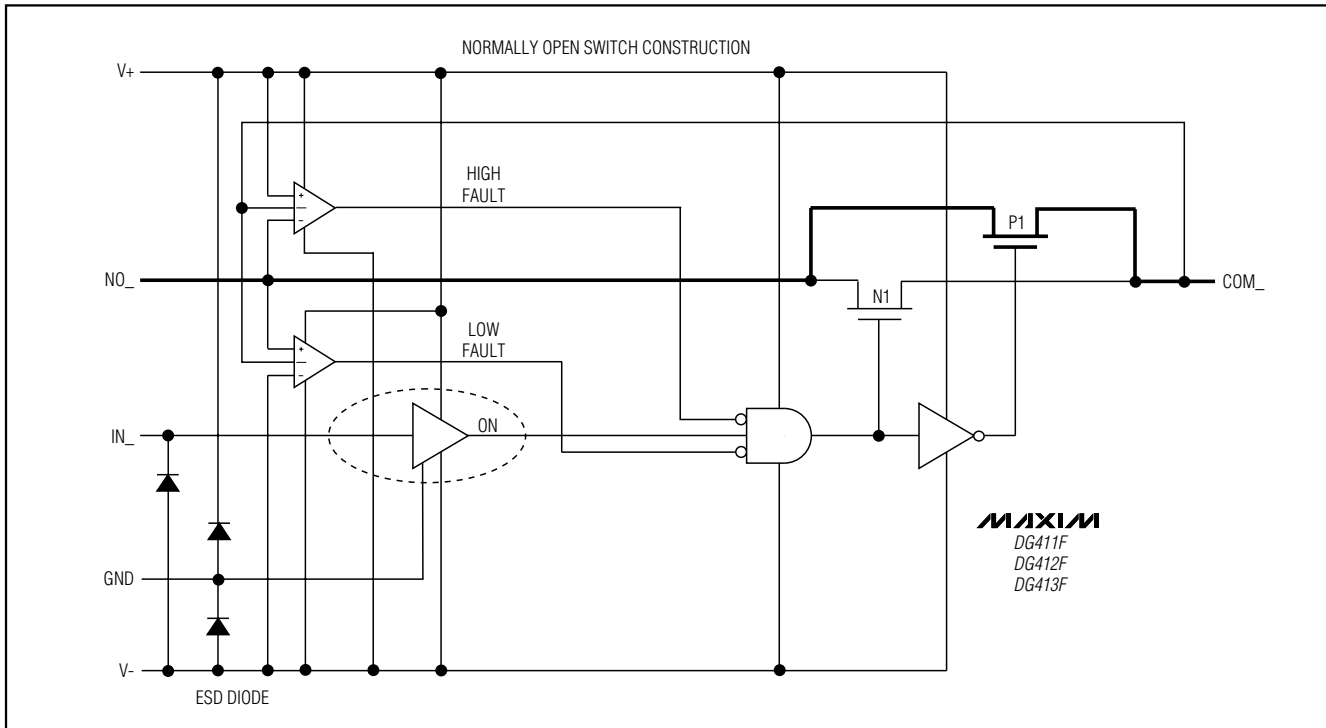 NORMALLY OPEN SWITCH CONSTRUCTION
V+
HIGH
FAULT
P1
NO_
COM_
N1
LOW
FAULT
IN_
ON
MAXIM
DG411F
DG412F
DG413F
GND
V-
ESD DIODE